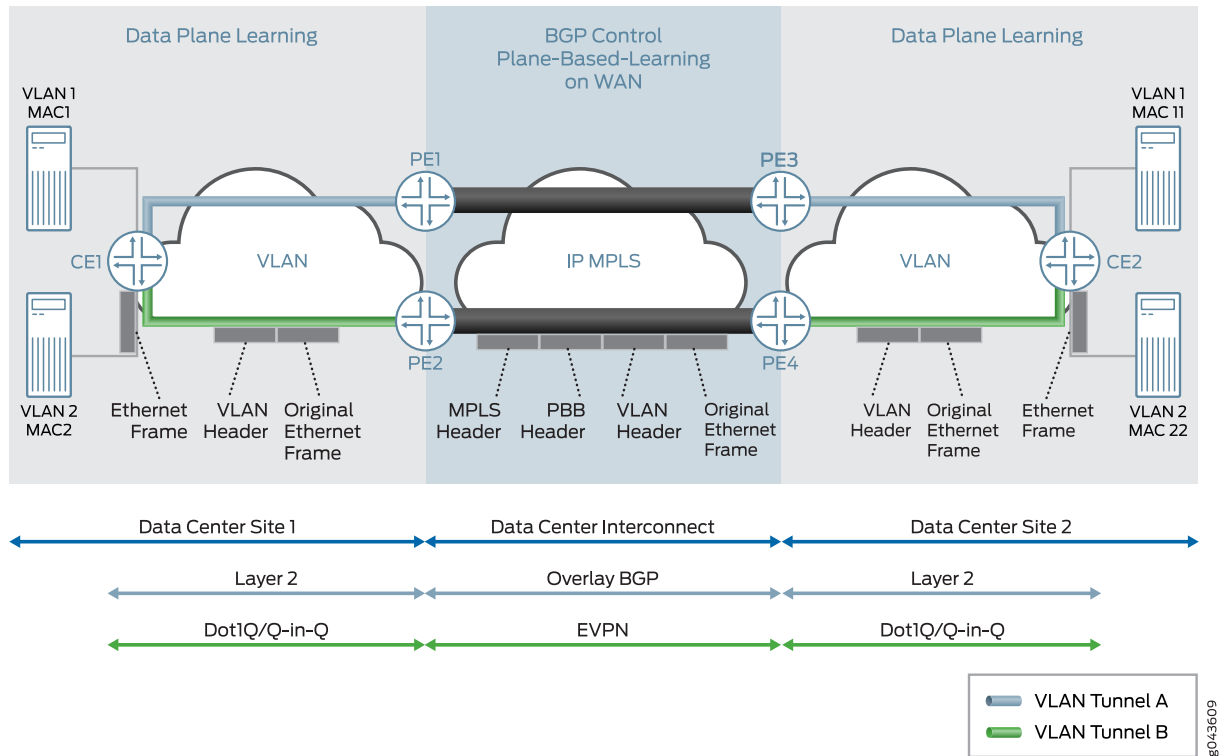 Data Plane Learning
BGP Control
Plane-Based-Learning
on WAN
Data Plane Learning
VLAN 1
MAC1
VLAN 1
MAC 11
PE1
PE3
CE1
VLAN
IP MPLS
VLAN
CE2
PE2
PE4
VLAN 2
MAC2
Ethernet
Frame
VLAN
Header
Original
Ethernet
Frame
MPLS
Header
PBB
Header
VLAN
Header
Original
Ethernet
Frame
VLAN
Header
Original
Ethernet
Frame
Ethernet
Frame
VLAN 2
MAC 22
Data Center Site 1
Data Center Interconnect
Data Center Site 2
Layer 2
Overlay BGP
Layer 2
Dot1Q/Q-in-Q
EVPN
Dot1Q/Q-in-Q
VLAN Tunnel A
VLAN Tunnel B
g043609